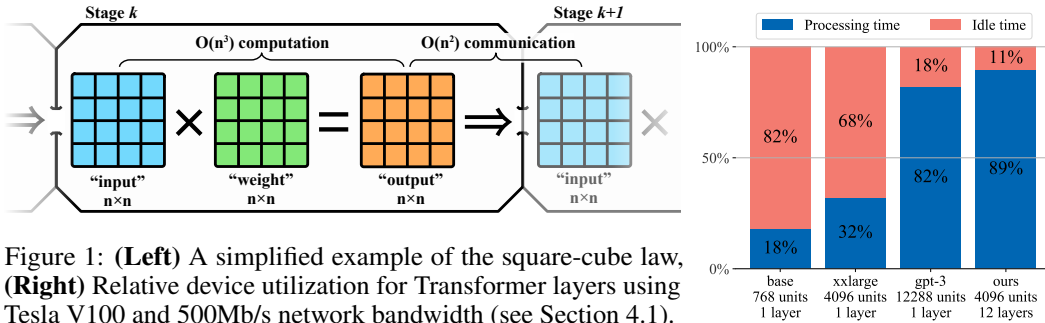 Stage k
Stage k+1
O(n³) computation
O(n²) communication
× = ⇒ ×
“input” “weight” “output” “input”
n×n n×n n×n n×n
Figure 1: (Left) A simplified example of the square-cube law,
(Right) Relative device utilization for Transformer layers using
Tesla V100 and 500Mb/s network bandwidth (see Section 4.1).
Processing time Idle time
100%
50%
0%
82% 68% 18% 11%
18% 32% 82% 89%
base xxlarge gpt-3 ours
768 units 4096 units 12288 units 4096 units
1 layer 1 layer 1 layer 12 layers